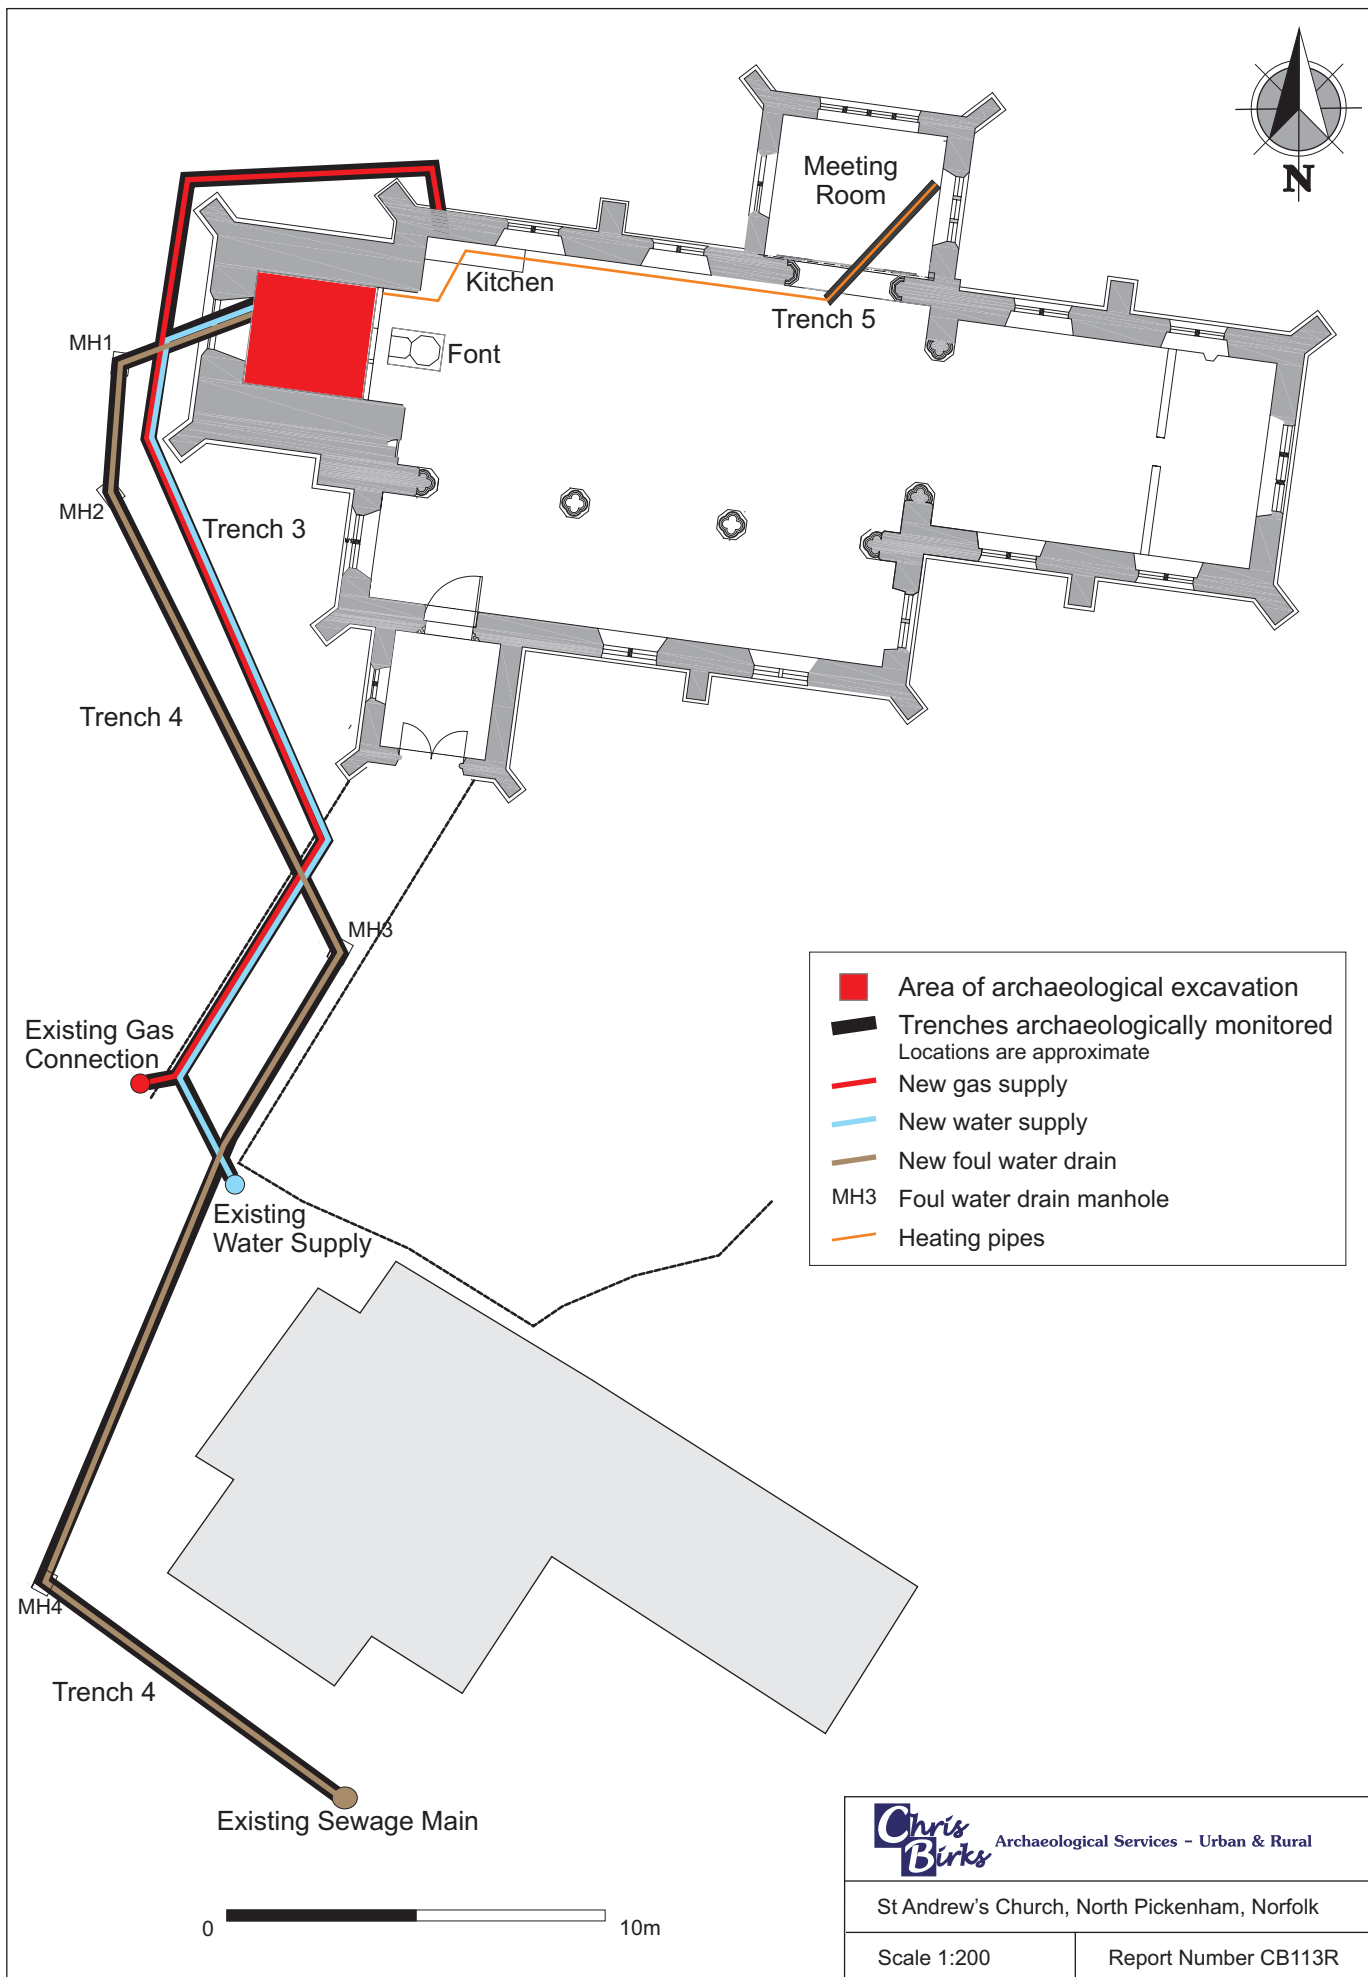 N
Meeting
Room
Kitchen
Trench 5
MH1
Font
MH2
Trench 3
Trench 4
MH3
Existing Gas
Connection
Existing
Water Supply
Area of archaeological excavation
Trenches archaeologically monitored
Locations are approximate
New gas supply
New water supply
New foul water drain
MH3 Foul water drain manhole
Heating pipes
MH4
Trench 4
Existing Sewage Main
0 10m
Chris
Birks
Archaeological Services - Urban & Rural
St Andrew's Church, North Pickenham, Norfolk
Scale 1:200
Report Number CB113R